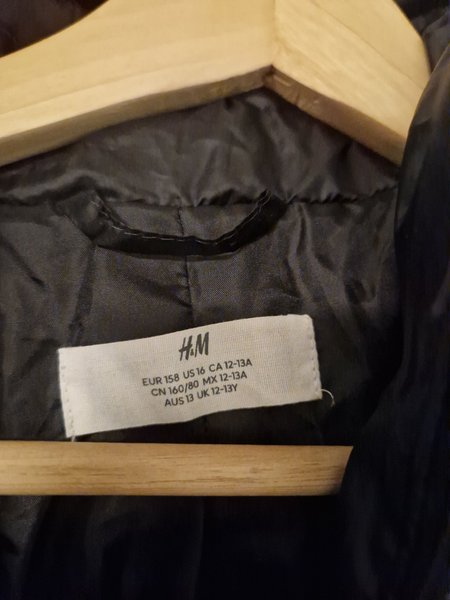 H&M
EUR 158 US 16 CA 12-13A
CN 160/80 MX 12-13A
AUS 13 UK 12-13Y